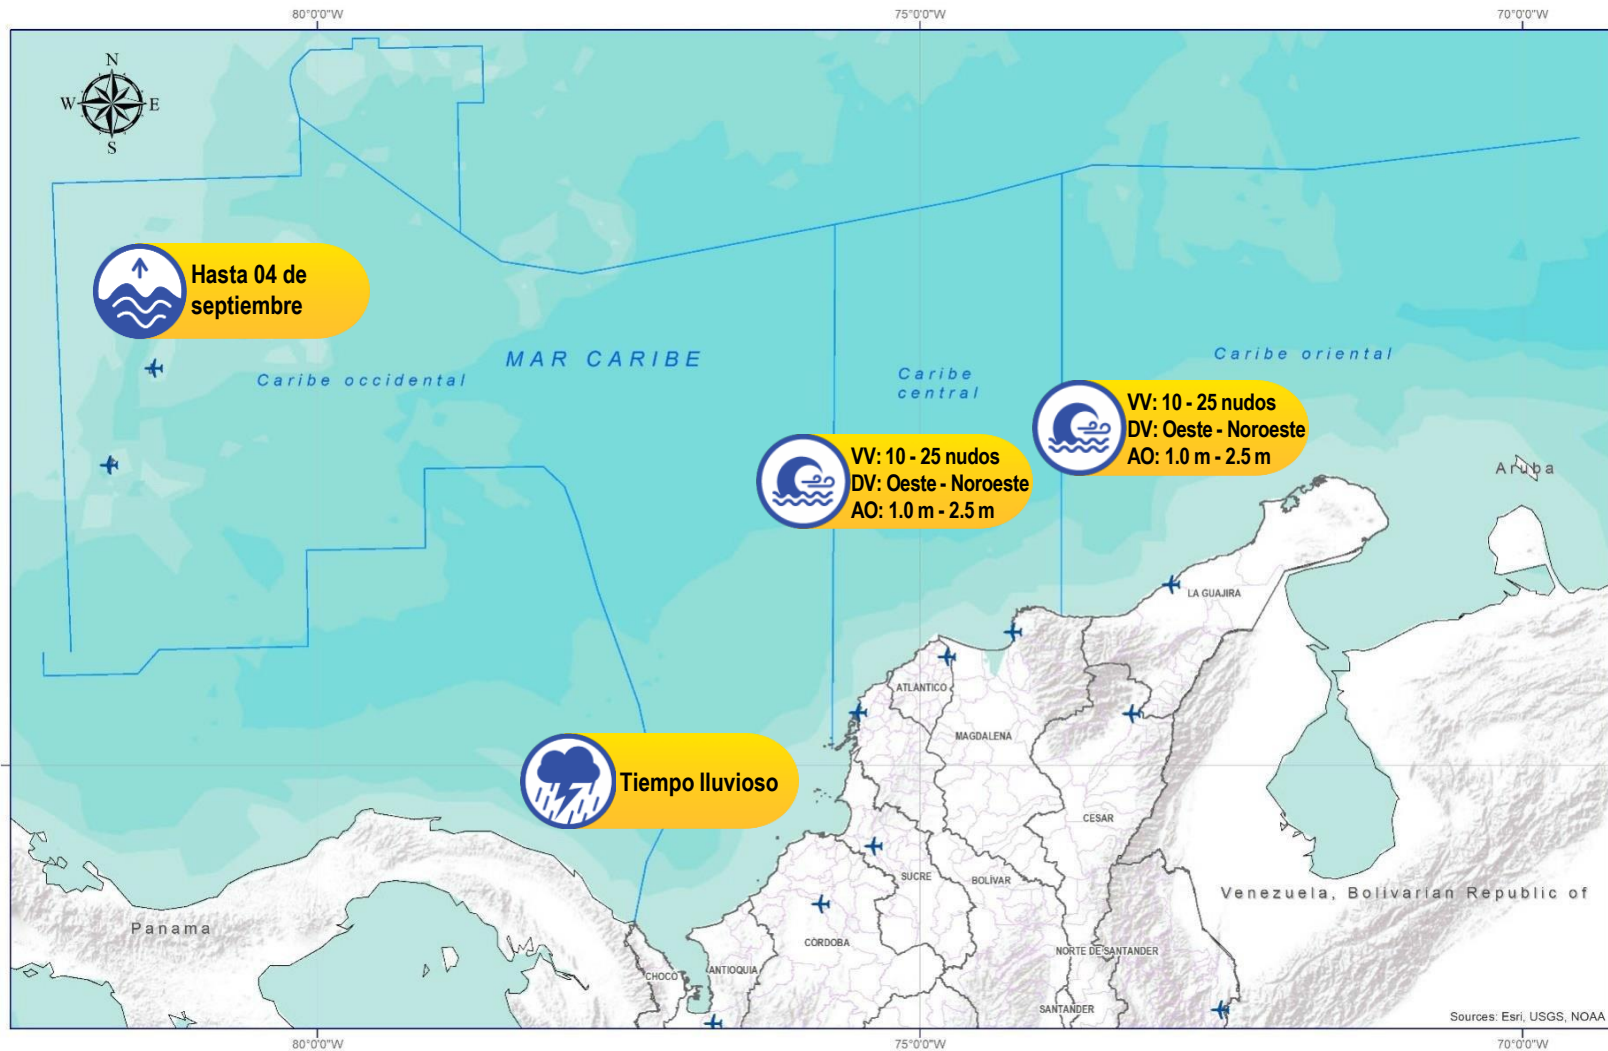 80°0'0"W
75°0'0"W
70°0'0"W
N
W
E
S
Hasta 04 de
septiembre
MAR CARIBE
Caribe occidental
Caribe
central
Caribe oriental
VV: 10 - 25 nudos
DV: Oeste - Noroeste
AO: 1.0 m - 2.5 m
VV: 10 - 25 nudos
DV: Oeste - Noroeste
AO: 1.0 m - 2.5 m
Aruba
LA GUAJIRA
ATLANTICO
MAGDALENA
Tiempo lluvioso
CESAR
SUCRE
BOLÍVAR
Venezuela, Bolivarian Republic of
Panama
CÓRDOBA
NORTE DE SANTANDER
CHOCO
ANTIOQUIA
SANTANDER
Sources: Esri, USGS, NOAA
80°0'0"W
75°0'0"W
70°0'0"W